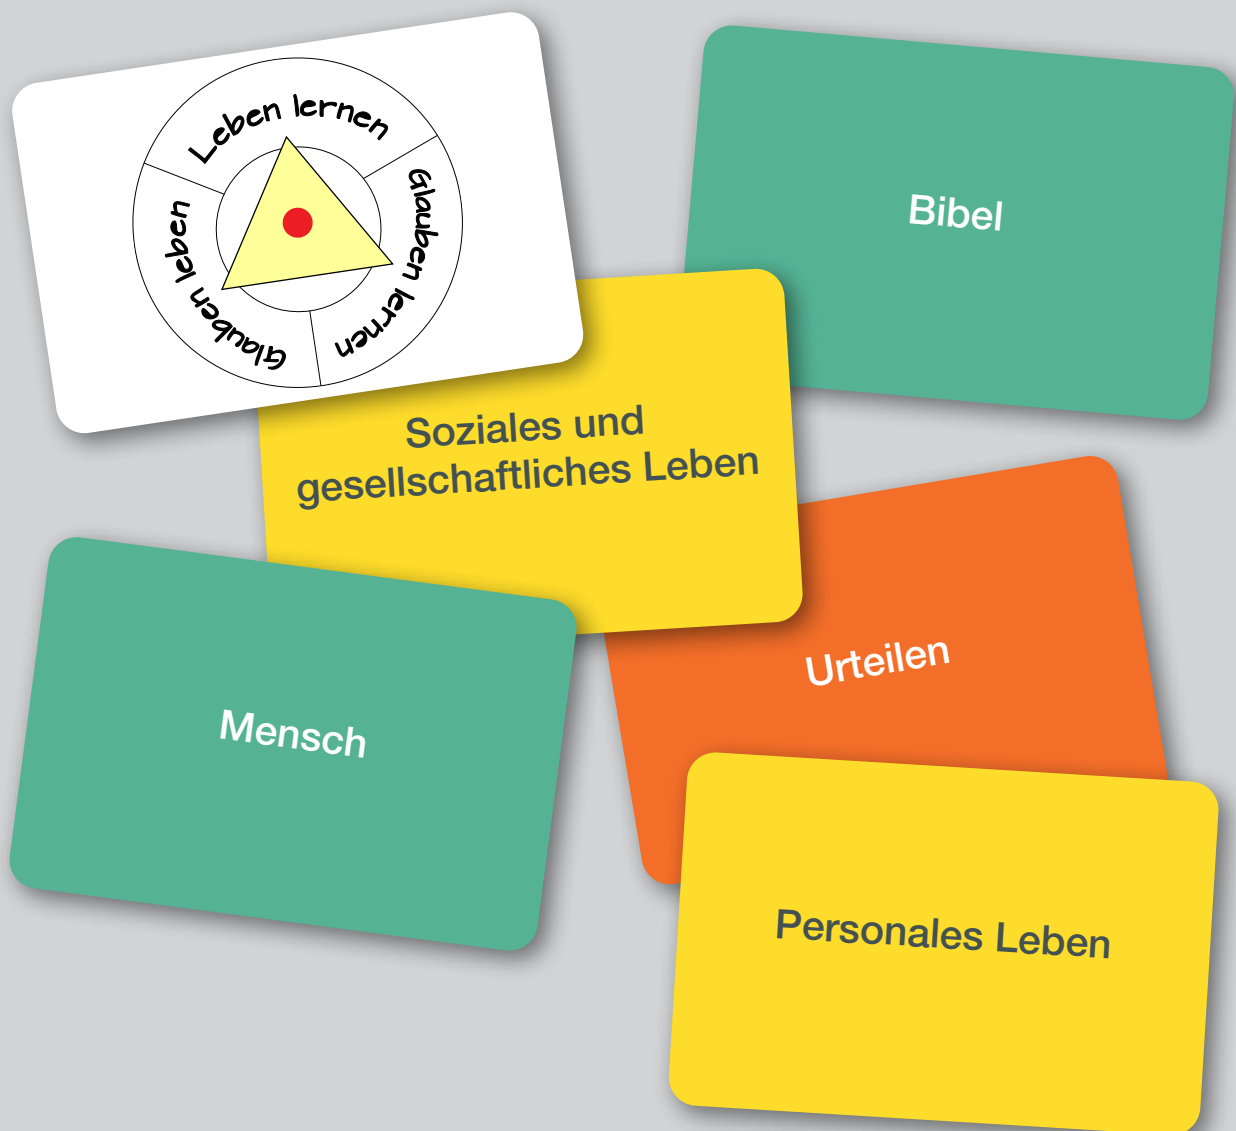 Leben lernen
Glauben lernen
Glauben leben
Bibel
Soziales und
gesellschaftliches Leben
Urteilen
Mensch
Personales Leben